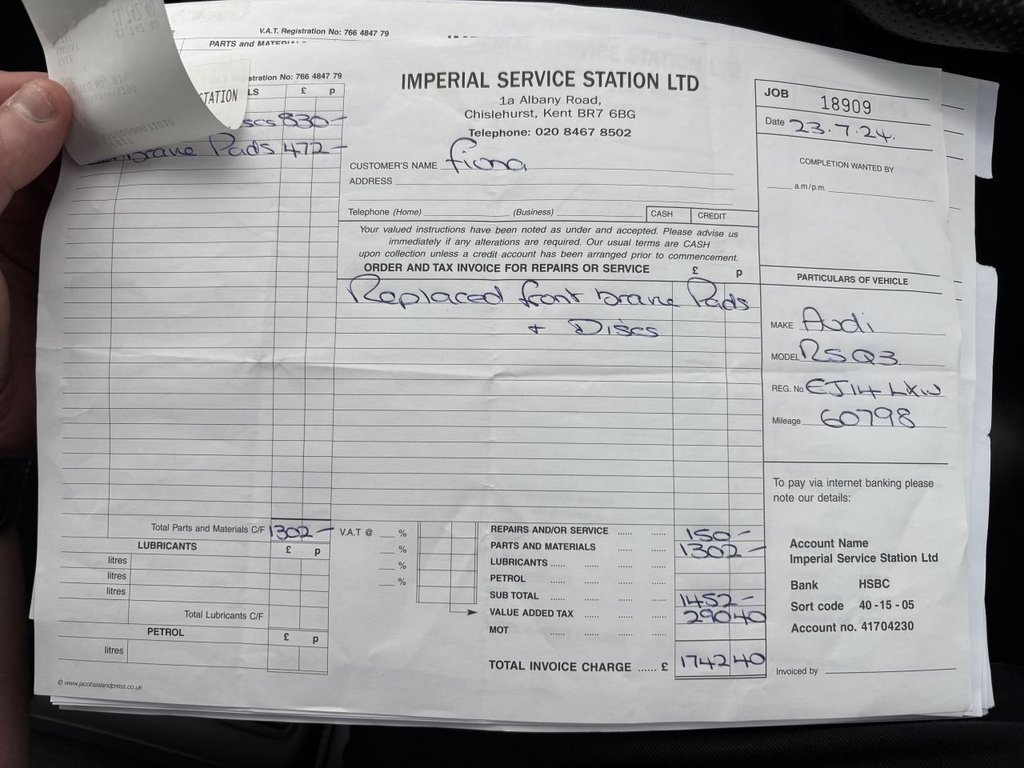 V.A.T. Registration No: 766 4847 79
PARTS and MATERIALS
stration No: 766 4847 79
LS £ p
TATION
Discs 830-
brake Pads 472-
IMPERIAL SERVICE STATION LTD
1a Albany Road,
Chislehurst, Kent BR7 6BG
Telephone: 020 8467 8502
CUSTOMER'S NAME Fiona
ADDRESS
Telephone (Home) (Business) CASH CREDIT
Your valued instructions have been noted as under and accepted. Please advise us
immediately if any alterations are required. Our usual terms are CASH
upon collection unless a credit account has been arranged prior to commencement.
ORDER AND TAX INVOICE FOR REPAIRS OR SERVICE £ p
Replaced front brake Pads
+ Discs
JOB 18909
Date 23.7.24.
COMPLETION WANTED BY
a.m/p.m.
PARTICULARS OF VEHICLE
MAKE Audi
MODEL RSQ3
REG. No EJ14 LXW
Mileage 60798
To pay via internet banking please
note our details:
Account Name
Imperial Service Station Ltd
Bank HSBC
Sort code 40-15-05
Account no. 41704230
Invoiced by
Total Parts and Materials C/F 1302-
LUBRICANTS £ p
litres
litres
litres
Total Lubricants C/F
PETROL £ p
litres
V.A.T @ %
%
%
%
REPAIRS AND/OR SERVICE ...... ...... 150-
PARTS AND MATERIALS ...... ...... 1302-
LUBRICANTS ...... ...... ......
PETROL ...... ...... ......
SUB TOTAL ...... ...... 1452-
VALUE ADDED TAX ...... ...... 290 40
MOT ...... ...... ......
TOTAL INVOICE CHARGE ...... £ 1742 40
© www.jacobsislandpress.co.uk